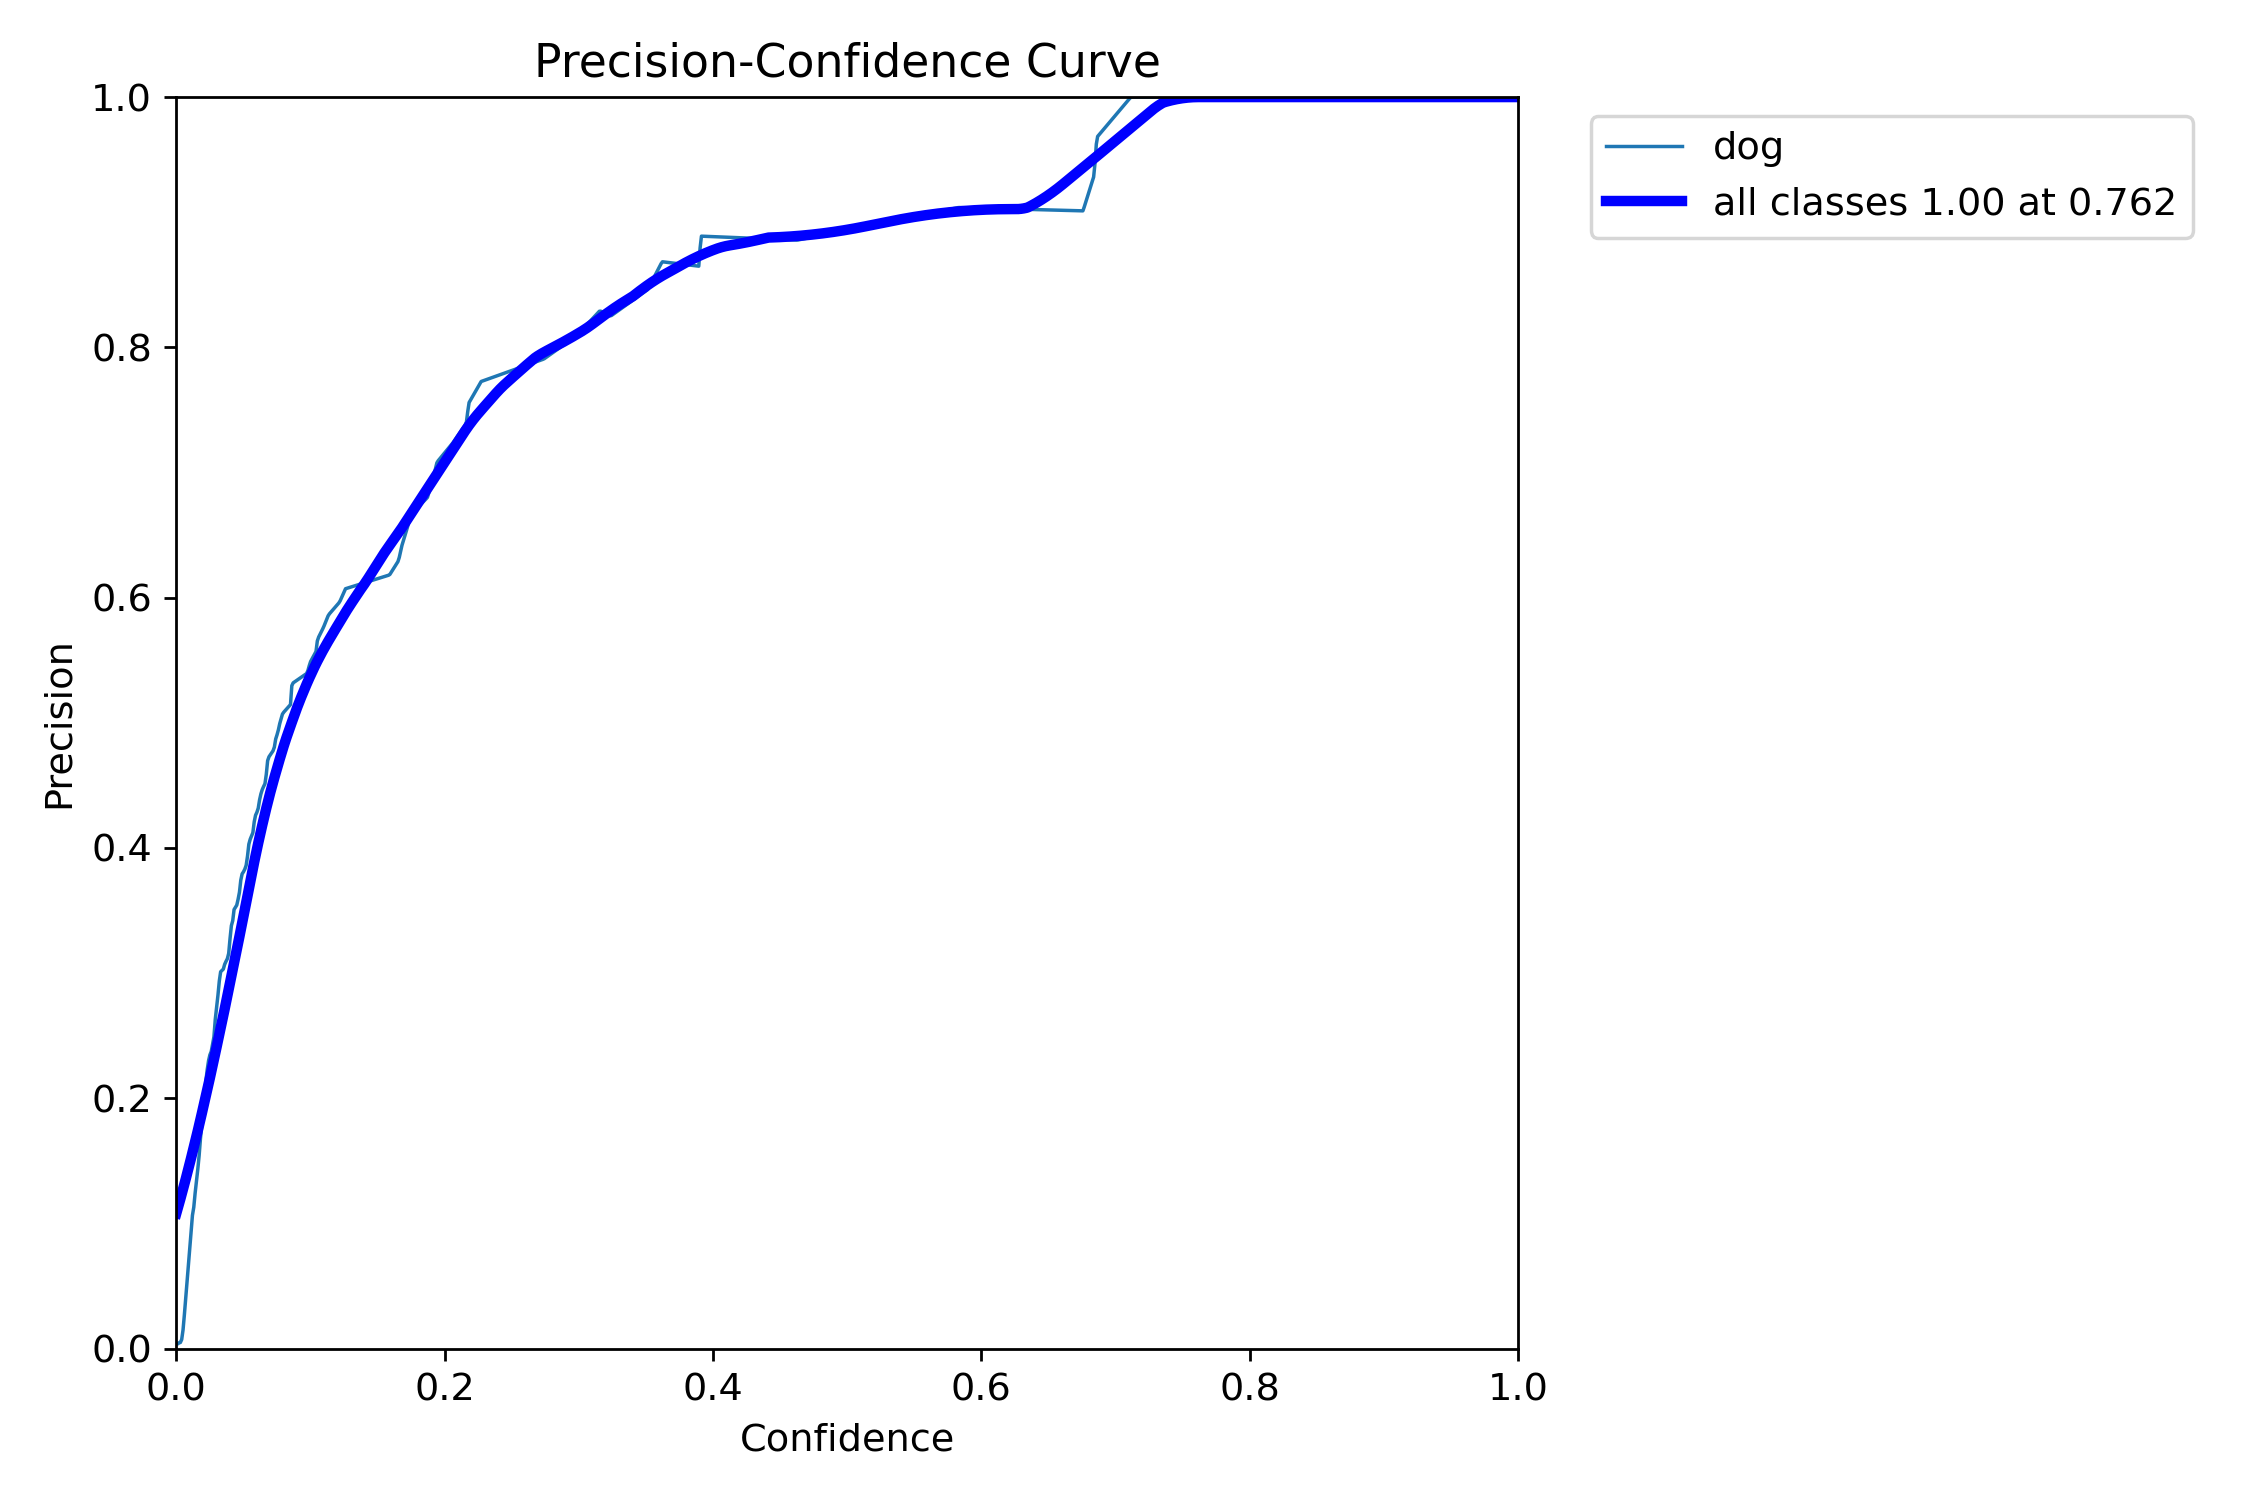 Precision-Confidence Curve
1.0
0.8
0.6
0.4
0.2
0.0
Precision
0.0 0.2 0.4 0.6 0.8 1.0
Confidence
dog
all classes 1.00 at 0.762